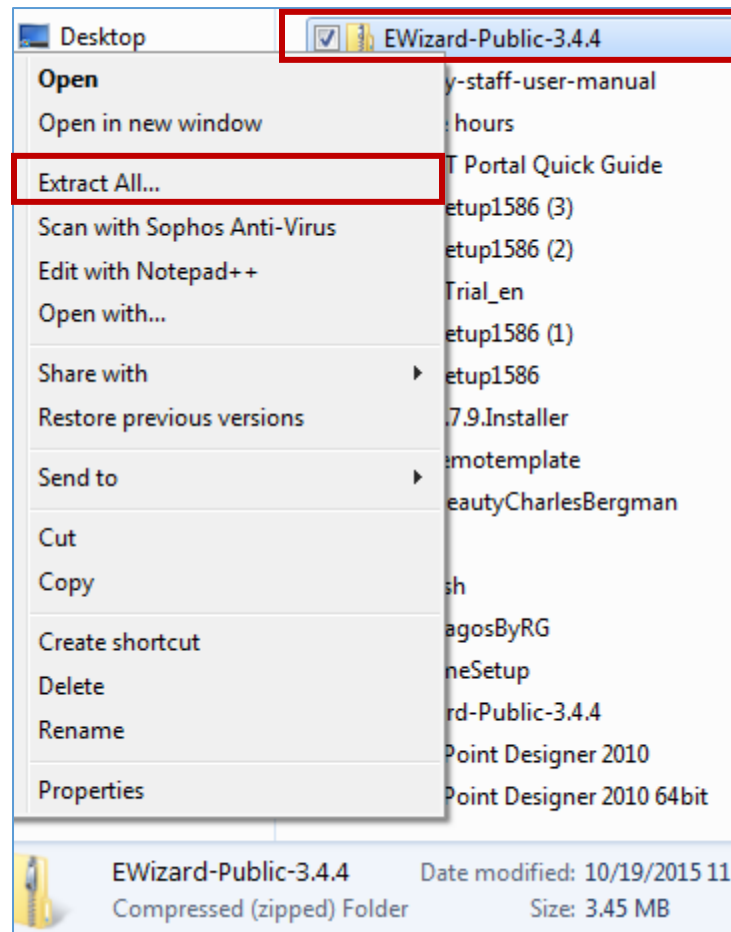 Desktop
EWizard-Public-3.4.4
Open
y-staff-user-manual
Open in new window
hours
Extract All...
T Portal Quick Guide
etup1586 (3)
Scan with Sophos Anti-Virus
etup1586 (2)
Edit with Notepad++
Trial_en
Open with...
etup1586 (1)
Share with
etup1586
Restore previous versions
.7.9.Installer
emotemplate
Send to
eautyCharlesBergman
Cut
Copy
sh
agosByRG
Create shortcut
neSetup
Delete
rd-Public-3.4.4
Rename
Point Designer 2010
Properties
Point Designer 2010 64bit
EWizard-Public-3.4.4 Date modified: 10/19/2015 11
Compressed (zipped) Folder Size: 3.45 MB